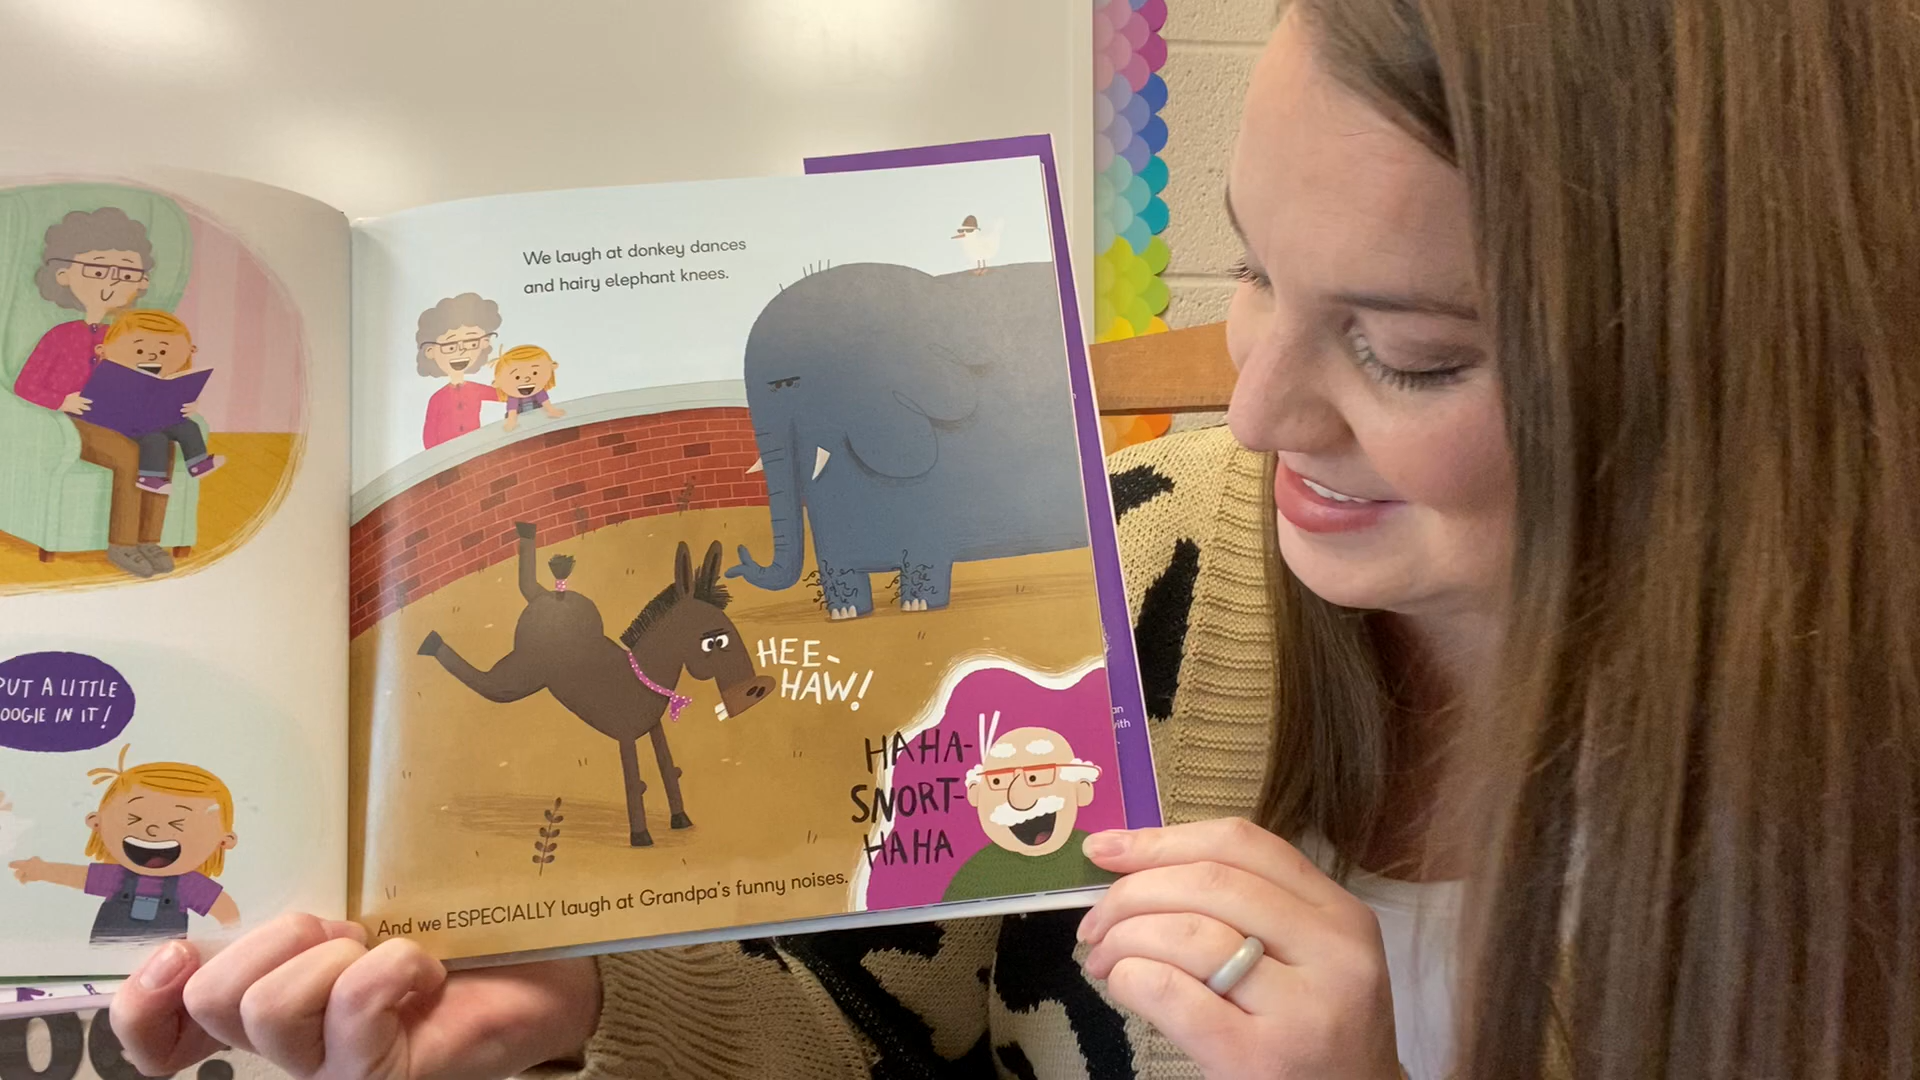 PUT A LITTLE
IN IT!
We laugh at donkey dances
and hairy elephant knees.
HEE-
HAW!
HAHA-
SNORT-
HAHA
And we ESPECIALLY laugh at Grandpa's funny noises.